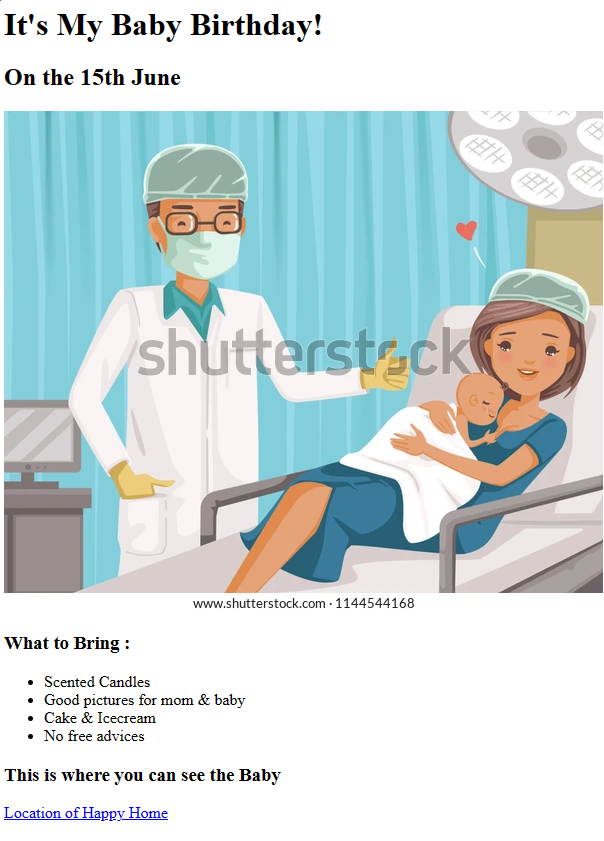 It's My Baby Birthday!
On the 15th June
shutterstock
www.shutterstock.com · 1144544168
What to Bring :
Scented Candles
Good pictures for mom & baby
Cake & Icecream
No free advices
This is where you can see the Baby
Location of Happy Home